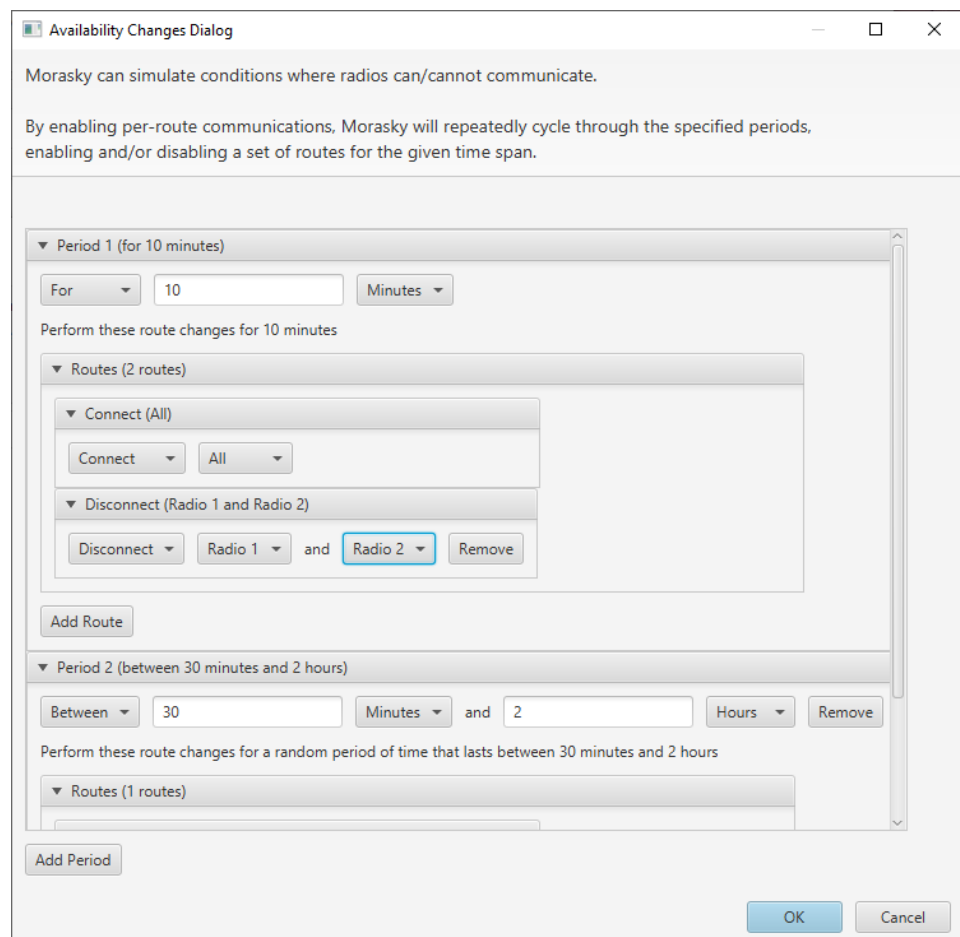 Availability Changes Dialog
Morasky can simulate conditions where radios can/cannot communicate.
By enabling per-route communications, Morasky will repeatedly cycle through the specified periods,
enabling and/or disabling a set of routes for the given time span.
Period 1 (for 10 minutes)
For 10 Minutes
Perform these route changes for 10 minutes
Routes (2 routes)
Connect (All)
Connect All
Disconnect (Radio 1 and Radio 2)
Disconnect Radio 1 and Radio 2 Remove
Add Route
Period 2 (between 30 minutes and 2 hours)
Between 30 Minutes and 2 Hours Remove
Perform these route changes for a random period of time that lasts between 30 minutes and 2 hours
Routes (1 routes)
Add Period
OK Cancel